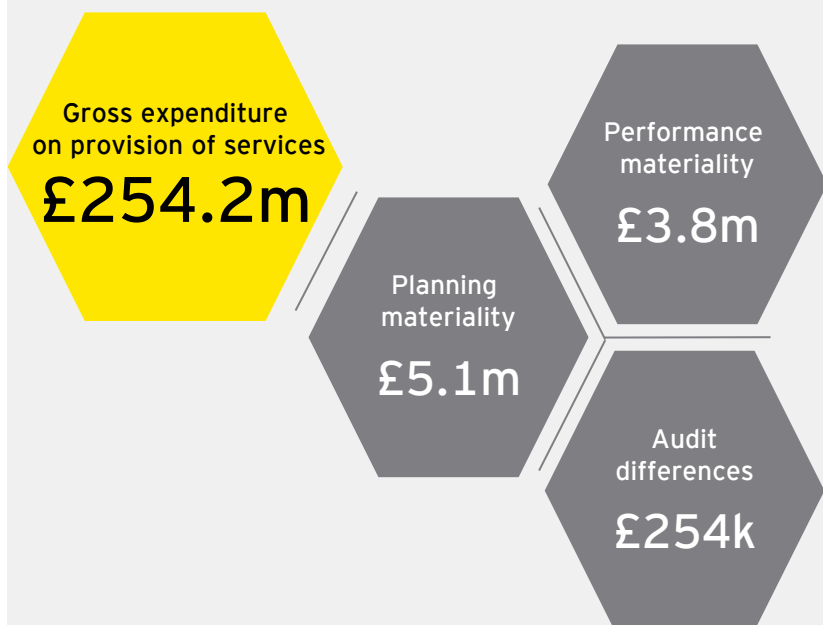 Gross expenditure
on provision of services
£254.2m
Planning
materiality
£5.1m
Performance
materiality
£3.8m
Audit
differences
£254k